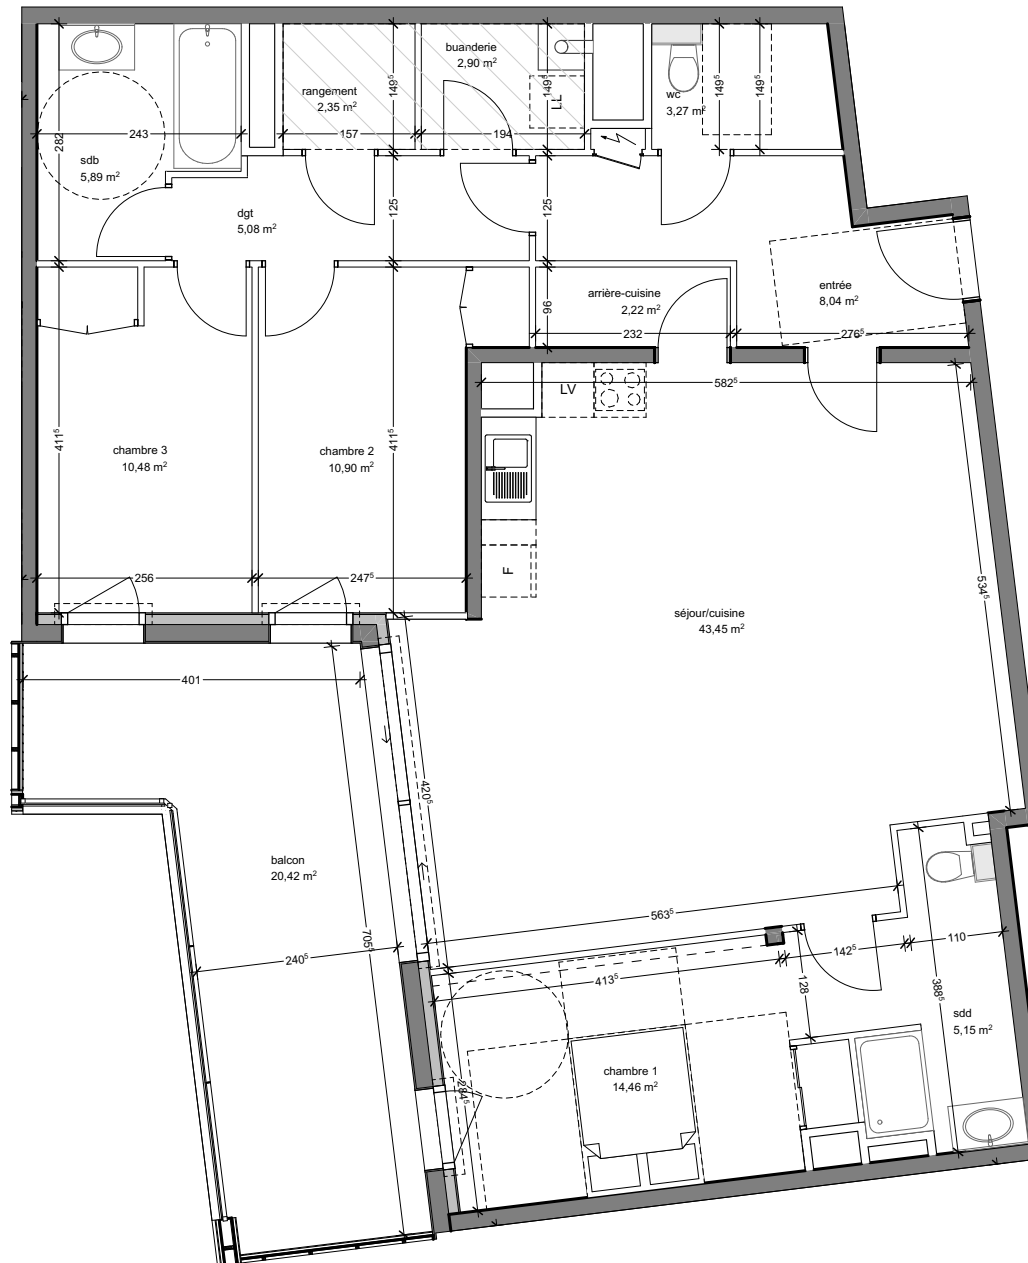 buanderie
2,90 m²
rangement
2,35 m²
wc
3,27 m²
149⁵
149⁵
149⁵
149⁵
LL
243
157
194
282
sdb
5,89 m²
dgt
5,08 m²
125
125
entrée
8,04 m²
arrière-cuisine
2,22 m²
96
232
276⁵
582⁵
LV
411⁵
411⁵
chambre 3
10,48 m²
chambre 2
10,90 m²
F
256
247⁵
534⁵
séjour/cuisine
43,45 m²
401
420⁵
balcon
20,42 m²
705⁵
240⁵
563⁵
413⁵
142⁵
110
128
388⁵
sdd
5,15 m²
chambre 1
14,46 m²
284⁵